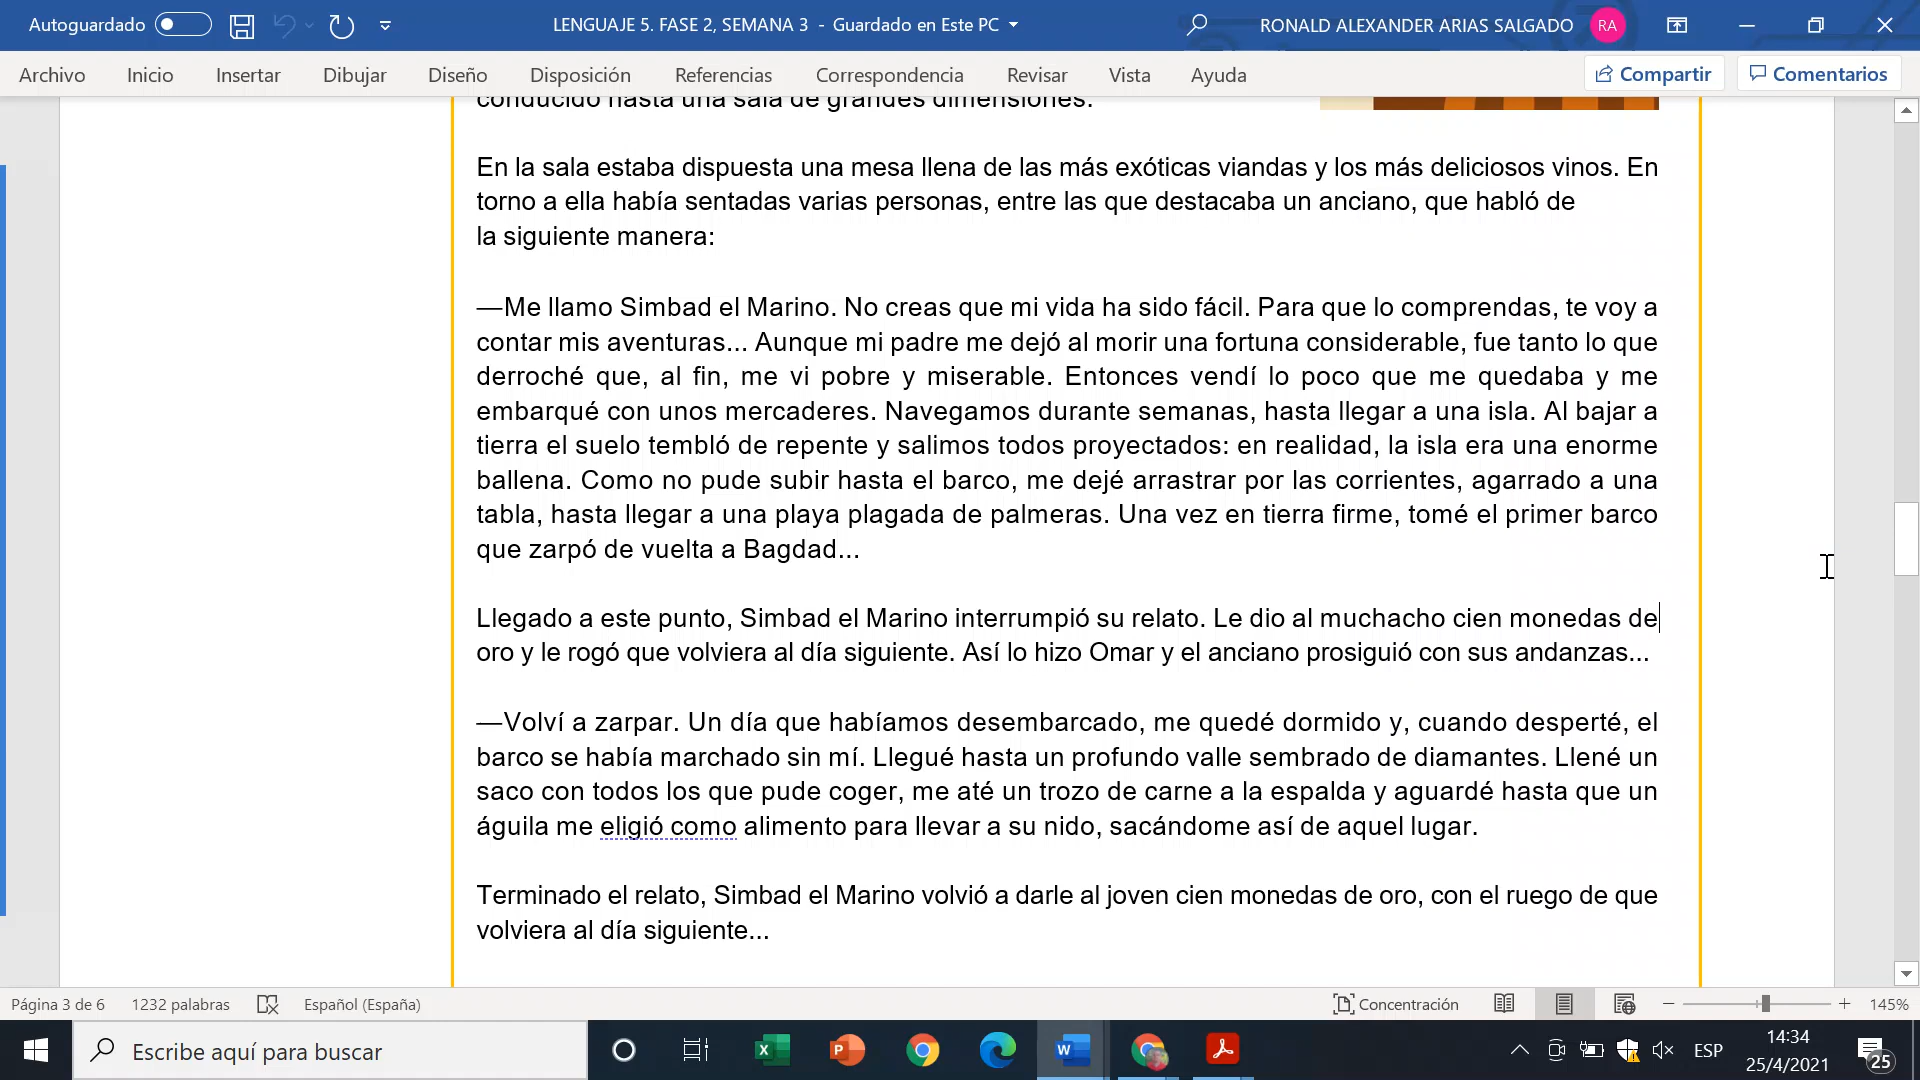 Autoguardado
LENGUAJE 5. FASE 2, SEMANA 3 - Guardado en Este PC
RONALD ALEXANDER ARIAS SALGADO
RA
Archivo Inicio Insertar Dibujar Diseño Disposición Referencias Correspondencia Revisar Vista Ayuda
Compartir
Comentarios
conducido hasta una sala de grandes dimensiones.
En la sala estaba dispuesta una mesa llena de las más exóticas viandas y los más deliciosos vinos. En
torno a ella había sentadas varias personas, entre las que destacaba un anciano, que habló de
la siguiente manera:
—Me llamo Simbad el Marino. No creas que mi vida ha sido fácil. Para que lo comprendas, te voy a
contar mis aventuras... Aunque mi padre me dejó al morir una fortuna considerable, fue tanto lo que
derroché que, al fin, me vi pobre y miserable. Entonces vendí lo poco que me quedaba y me
embarqué con unos mercaderes. Navegamos durante semanas, hasta llegar a una isla. Al bajar a
tierra el suelo tembló de repente y salimos todos proyectados: en realidad, la isla era una enorme
ballena. Como no pude subir hasta el barco, me dejé arrastrar por las corrientes, agarrado a una
tabla, hasta llegar a una playa plagada de palmeras. Una vez en tierra firme, tomé el primer barco
que zarpó de vuelta a Bagdad...
Llegado a este punto, Simbad el Marino interrumpió su relato. Le dio al muchacho cien monedas de
oro y le rogó que volviera al día siguiente. Así lo hizo Omar y el anciano prosiguió con sus andanzas...
—Volví a zarpar. Un día que habíamos desembarcado, me quedé dormido y, cuando desperté, el
barco se había marchado sin mí. Llegué hasta un profundo valle sembrado de diamantes. Llené un
saco con todos los que pude coger, me até un trozo de carne a la espalda y aguardé hasta que un
águila me eligió como alimento para llevar a su nido, sacándome así de aquel lugar.
Terminado el relato, Simbad el Marino volvió a darle al joven cien monedas de oro, con el ruego de que
volviera al día siguiente...
Página 3 de 6 1232 palabras Español (España)
Concentración
145%
Escribe aquí para buscar
ESP
14:34
25/4/2021
25